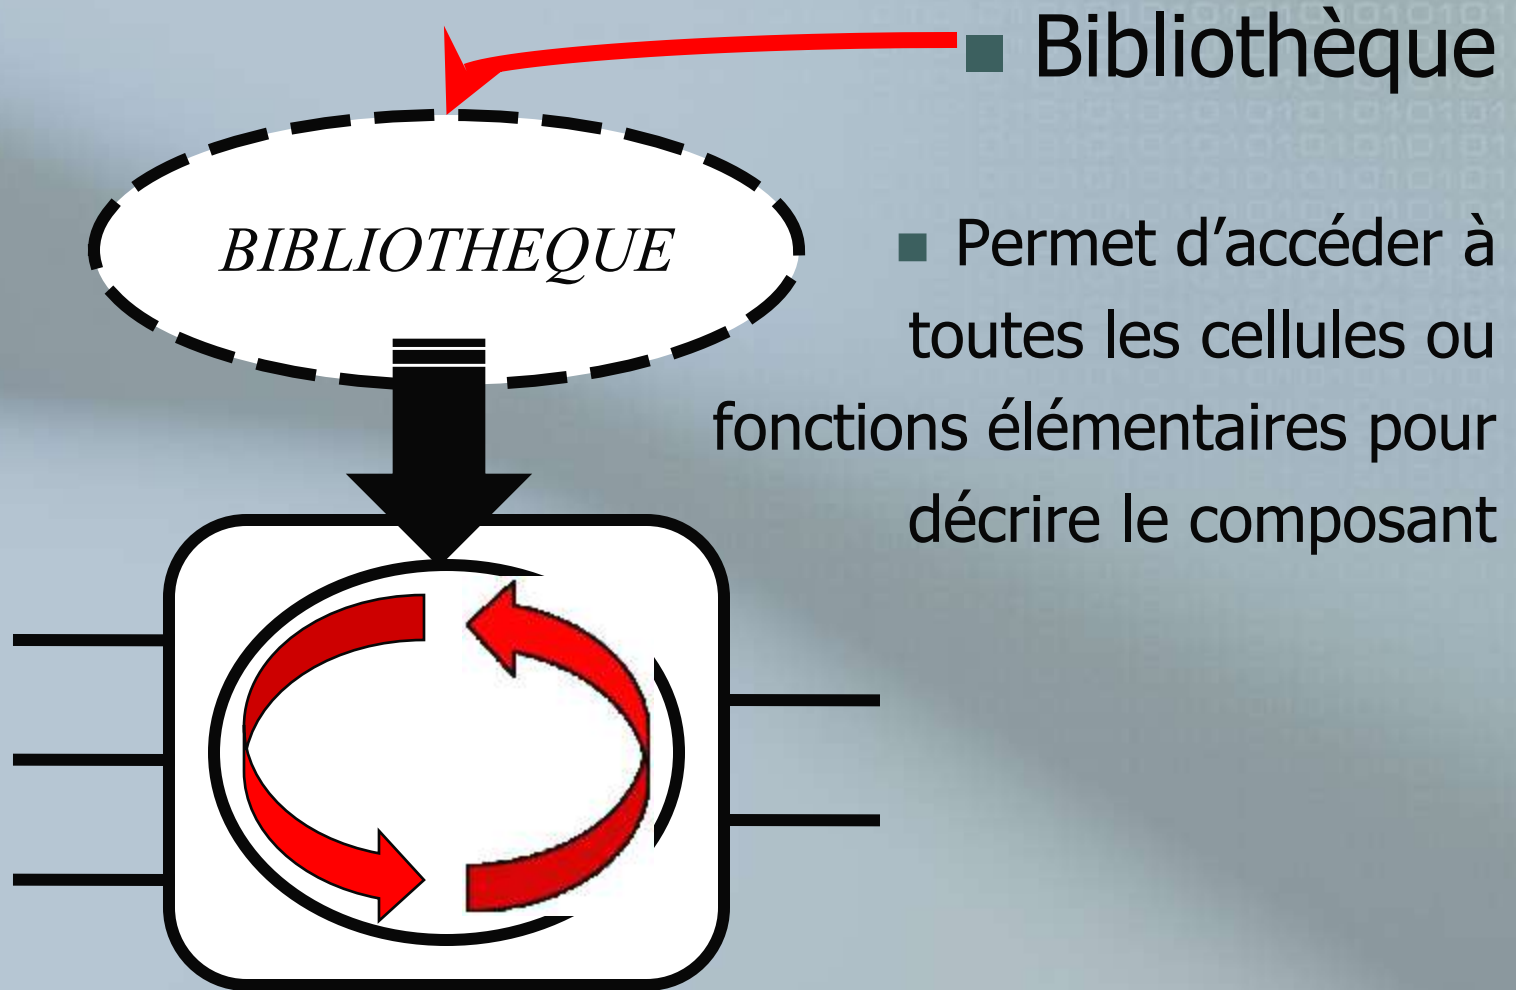 Bibliothèque
BIBLIOTHEQUE
Permet d’accéder à
toutes les cellules ou
fonctions élémentaires pour
décrire le composant